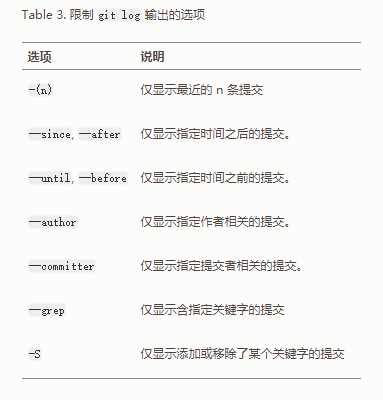 Table 3. 限制 git log 输出的选项
选项 说明
-(n) 仅显示最近的 n 条提交
--since, --after 仅显示指定时间之后的提交。
--until, --before 仅显示指定时间之前的提交。
--author 仅显示指定作者相关的提交。
--committer 仅显示指定提交者相关的提交。
--grep 仅显示含指定关键字的提交
-S 仅显示添加或移除了某个关键字的提交